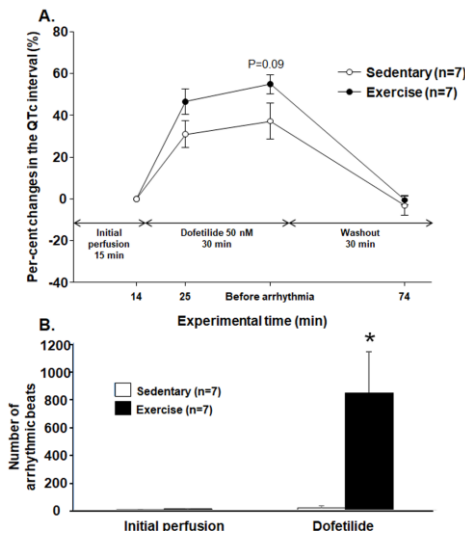 A.
Per-cent changes in the QTc interval (%)
80
60
40
20
0
-20
-40
P=0.09
Sedentary (n=7)
Exercise (n=7)
Initial
perfusion
15 min
Dofetilide 50 nM
30 min
Washout
30 min
14
25
Before arrhythmia
74
Experimental time (min)
B.
Number of
arrhythmic beats
1200
1000
800
600
400
200
0
Sedentary (n=7)
Exercise (n=7)
*
Initial perfusion
Dofetilide